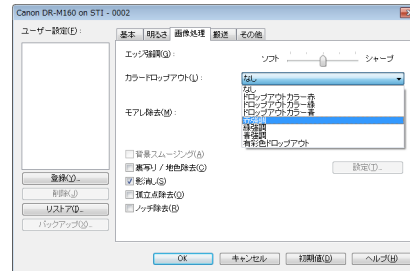 Canon DR-M160 on STI - 0002
ユーザー設定(F):
基本 明るさ 画像処理 搬送 その他
エッジ強調(G):
ソフト
シャープ
カラードロップアウト(L):
なし
なし
ドロップアウトカラー赤
ドロップアウトカラー緑
ドロップアウトカラー青
赤強調
緑強調
青強調
有彩色ドロップアウト
モアレ除去(M):
背景スムージング(A)
裏写り / 地色除去(C)
設定(T)...
影消し(S)
孤立点除去(O)
ノッチ除去(R)
登録(Y)...
削除(J)
リストア(D)...
バックアップ(X)...
OK
キャンセル
初期値(D)
ヘルプ(H)